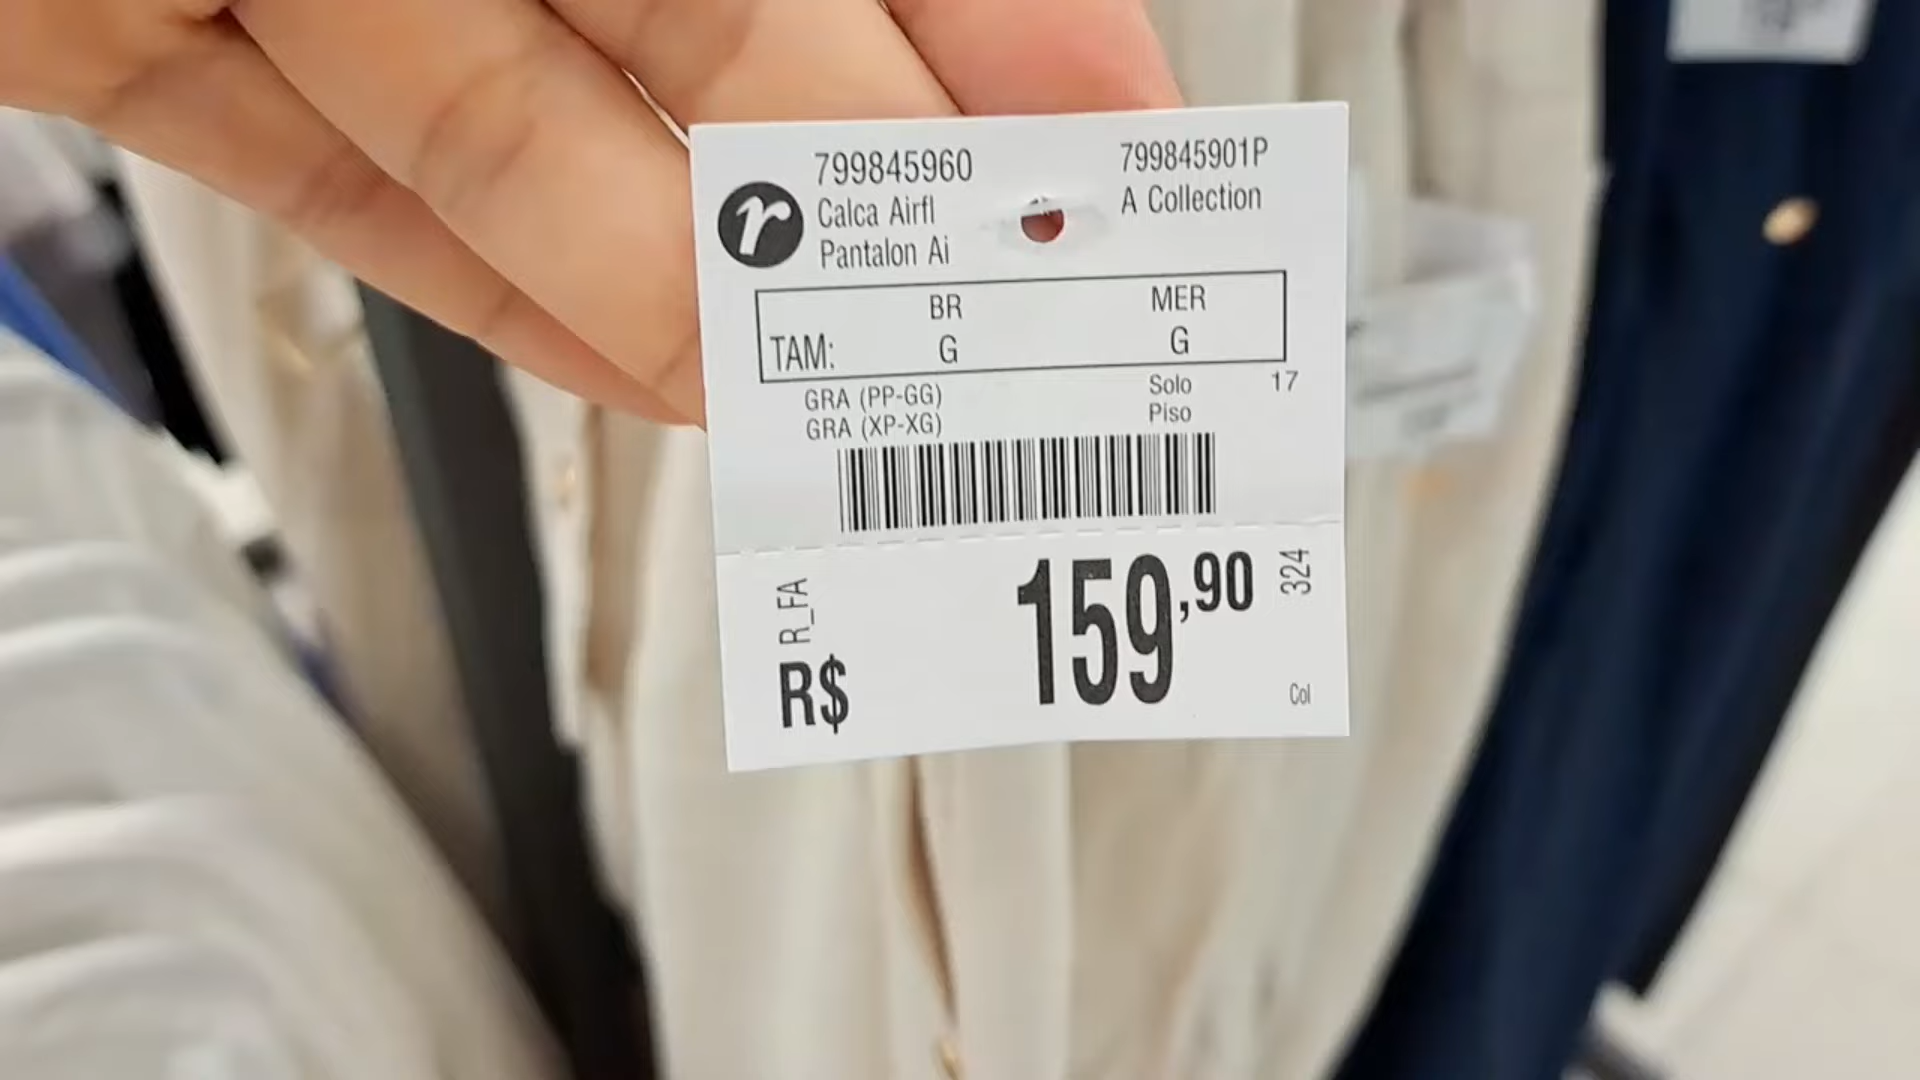 799845960
Calca Airfl
Pantalon Ai
799845901P
A Collection
r
BR MER
TAM: G G
GRA (PP-GG)
GRA (XP-XG)
Solo 17
Piso
R_FA
R$ 159,90
324
Col